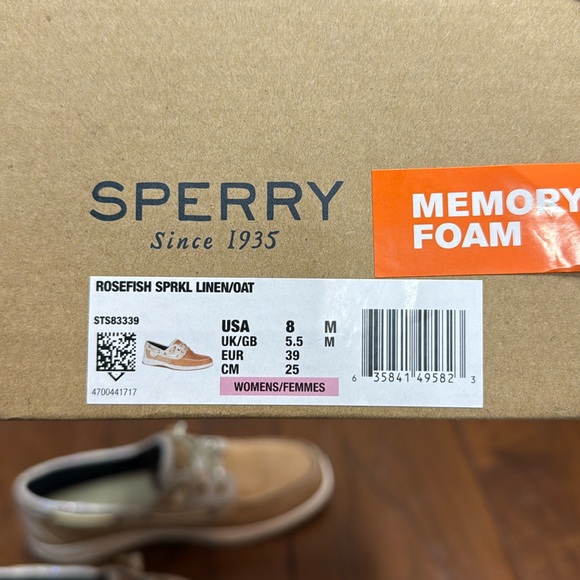 SPERRY
Since 1935
MEMORY
FOAM
ROSEFISH SPRKL LINEN/OAT
STS83339
4700441717
USA 8 M
UK/GB 5.5 M
EUR 39
CM 25
WOMENS/FEMMES
6 35841 49582 3